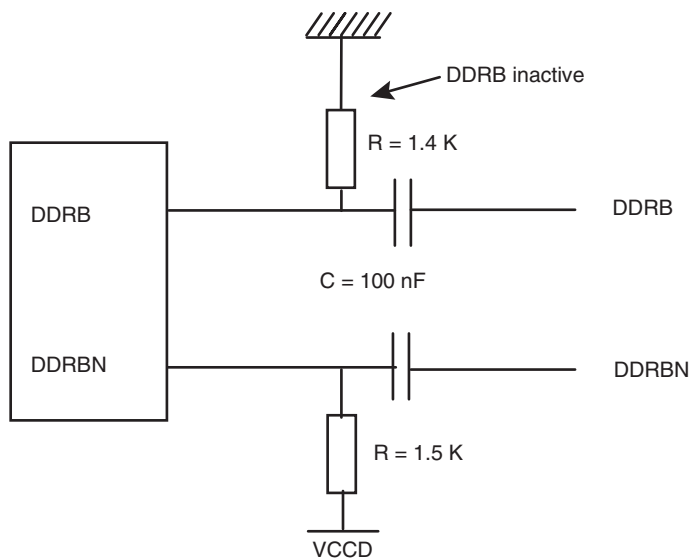 DDRB inactive
R = 1.4 K
DDRB
DDRB
C = 100 nF
DDRBN
DDRBN
R = 1.5 K
VCCD